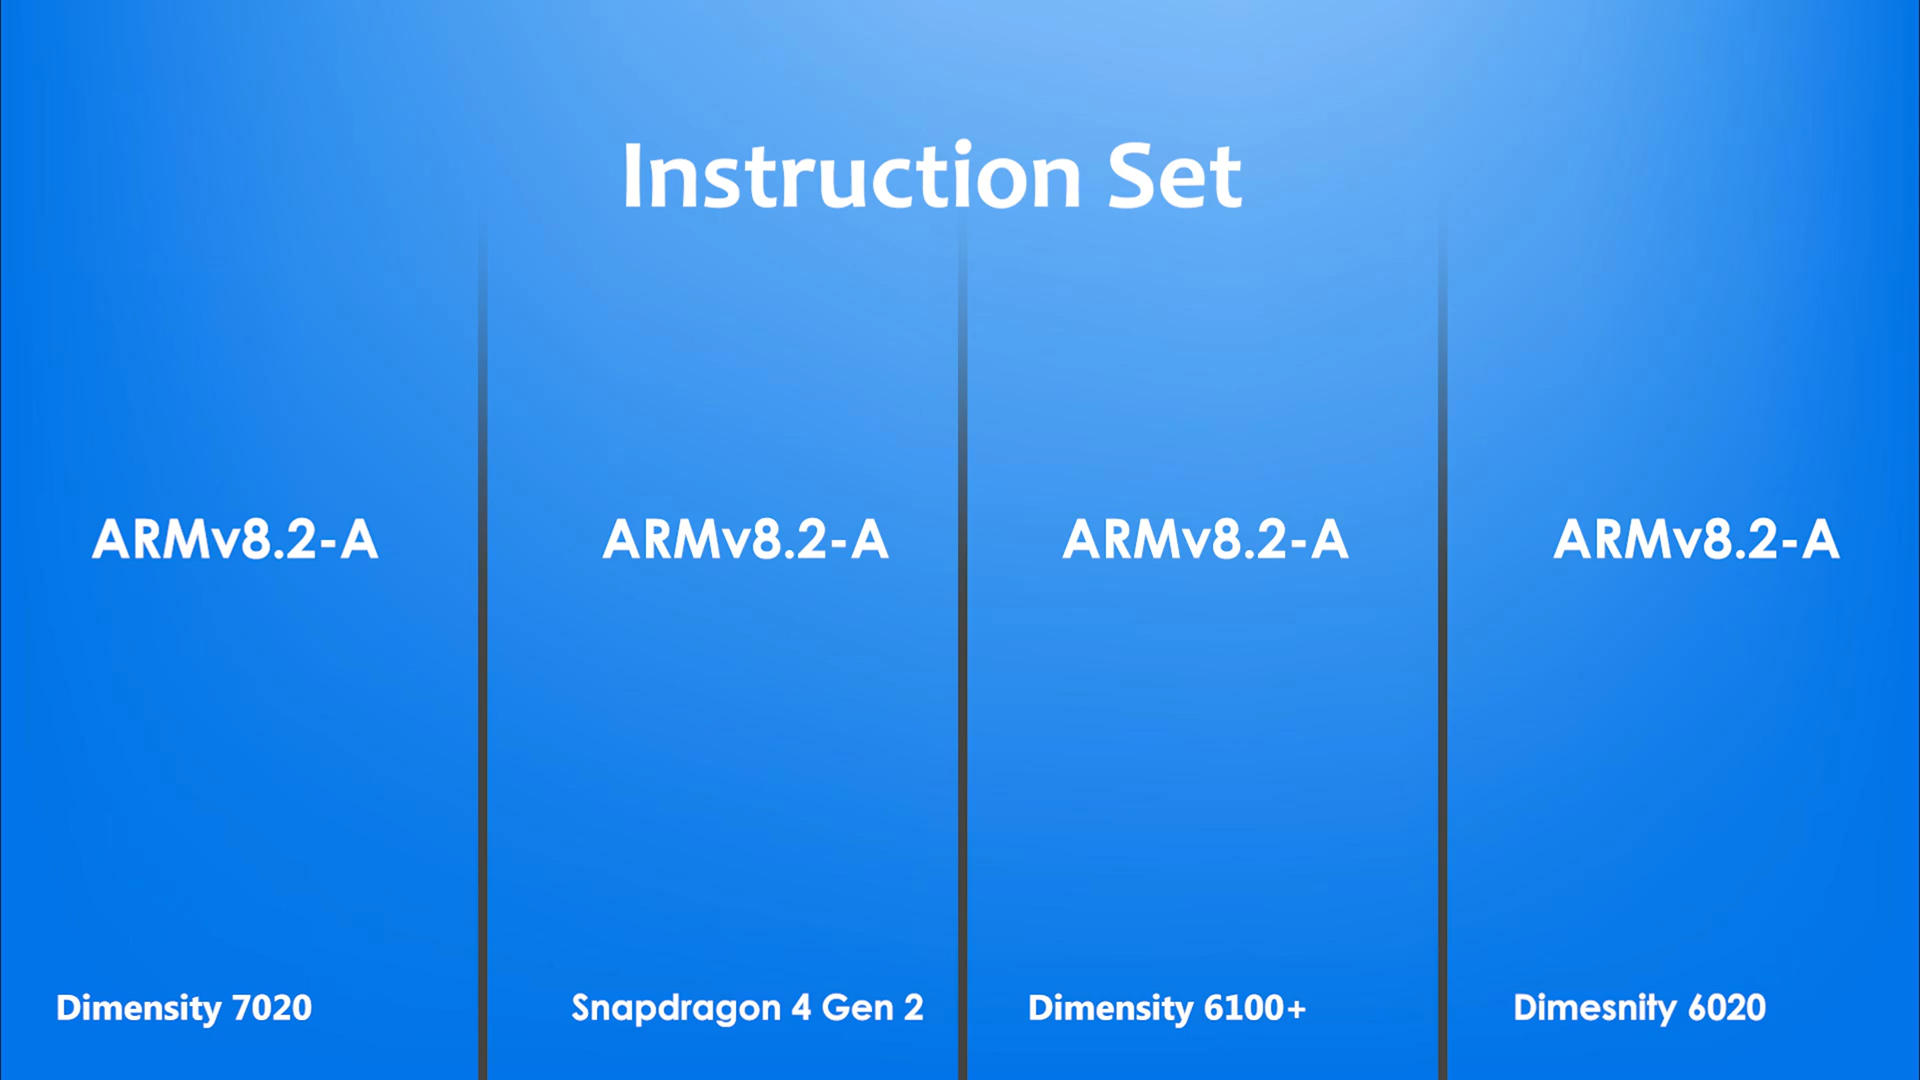 Instruction Set
ARMv8.2-A
ARMv8.2-A
ARMv8.2-A
ARMv8.2-A
Dimensity 7020
Snapdragon 4 Gen 2
Dimensity 6100+
Dimesnity 6020